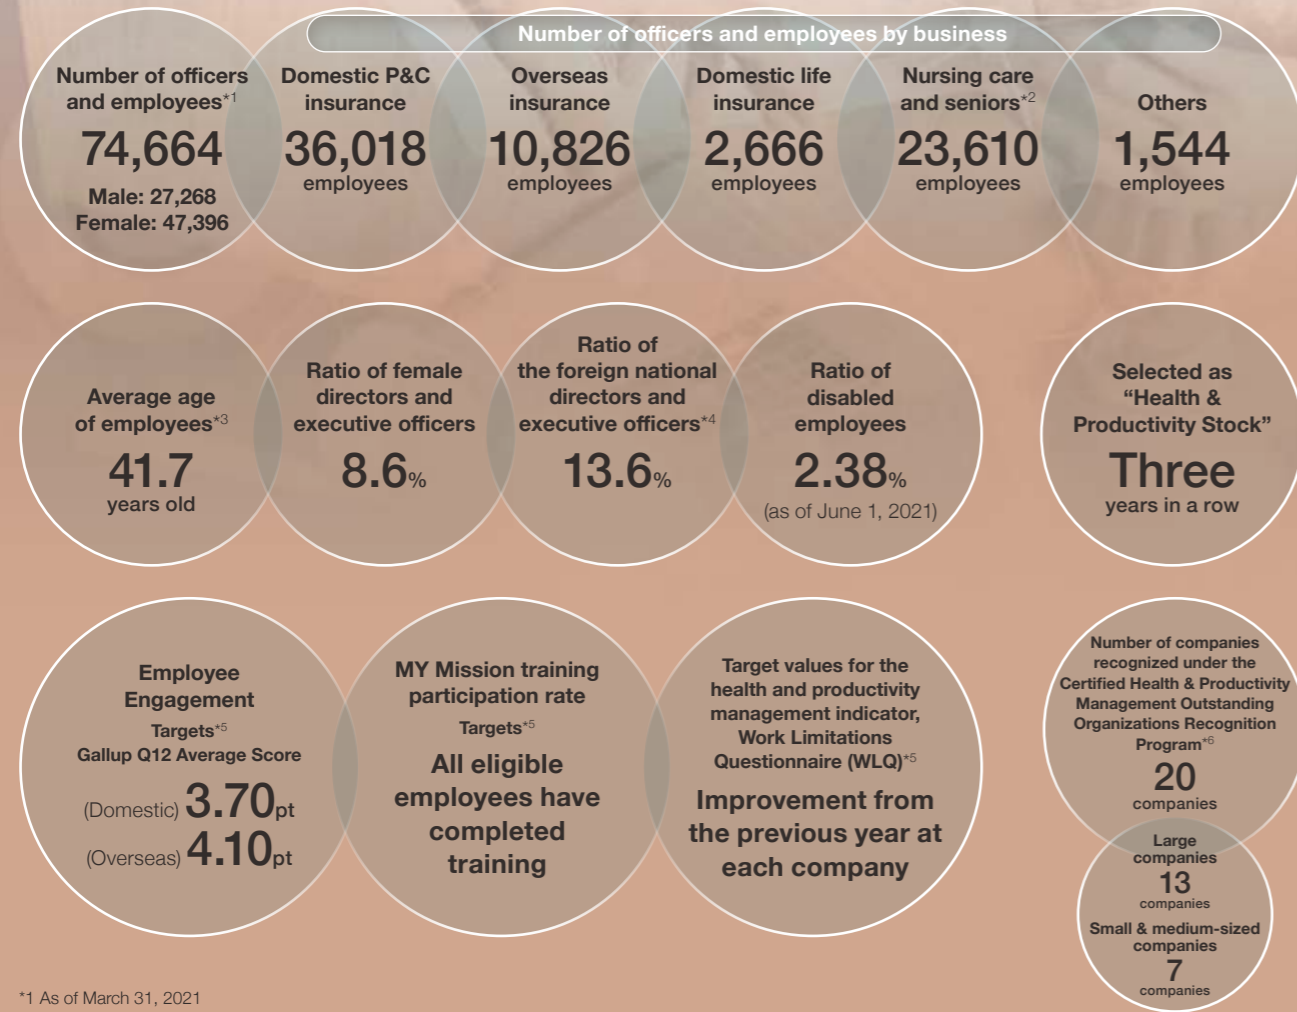 Number of officers and employees by business
Number of officers
and employees*1
74,664
Male: 27,268
Female: 47,396
Domestic P&C
insurance
36,018
employees
Overseas
insurance
10,826
employees
Domestic life
insurance
2,666
employees
Nursing care
and seniors*2
23,610
employees
Others
1,544
employees
Average age
of employees*3
41.7
years old
Ratio of female
directors and
executive officers
8.6%
Ratio of
the foreign national
directors and
executive officers*4
13.6%
Ratio of
disabled
employees
2.38%
(as of June 1, 2021)
Selected as
“Health &
Productivity Stock”
Three
years in a row
Employee
Engagement
Targets*5
Gallup Q12 Average Score
(Domestic) 3.70pt
(Overseas) 4.10pt
MY Mission training
participation rate
Targets*5
All eligible
employees have
completed
training
Target values for the
health and productivity
management indicator,
Work Limitations
Questionnaire (WLQ)*5
Improvement from
the previous year at
each company
Number of companies
recognized under the
Certified Health & Productivity
Management Outstanding
Organizations Recognition
Program*6
20
companies
Large
companies
13
companies
Small & medium-sized
companies
7
companies
*1 As of March 31, 2021